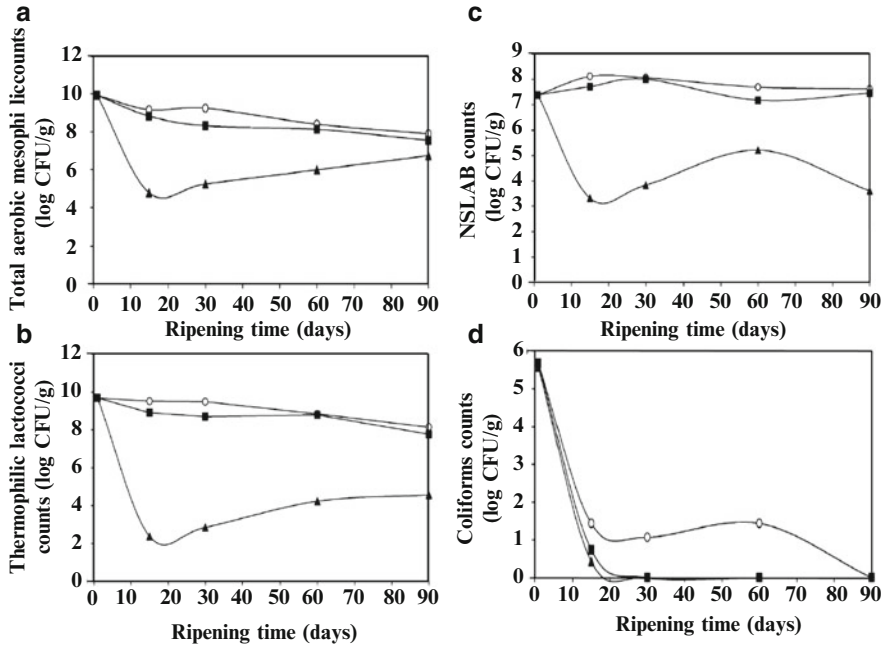 a
Total aerobic mesophi liccounts
(log CFU/g)
12
10
8
6
4
2
0
0 10 20 30 40 50 60 70 80 90
Ripening time (days)
b
Thermophilic lactococci
counts (log CFU/g)
12
10
8
6
4
2
0
0 10 20 30 40 50 60 70 80 90
Ripening time (days)
c
NSLAB counts
(log CFU/g)
9
8
7
6
5
4
3
2
1
0
0 10 20 30 40 50 60 70 80 90
Ripening time (days)
d
Coliforms counts
(log CFU/g)
6
5
4
3
2
1
0
0 10 20 30 40 50 60 70 80 90
Ripening time (days)